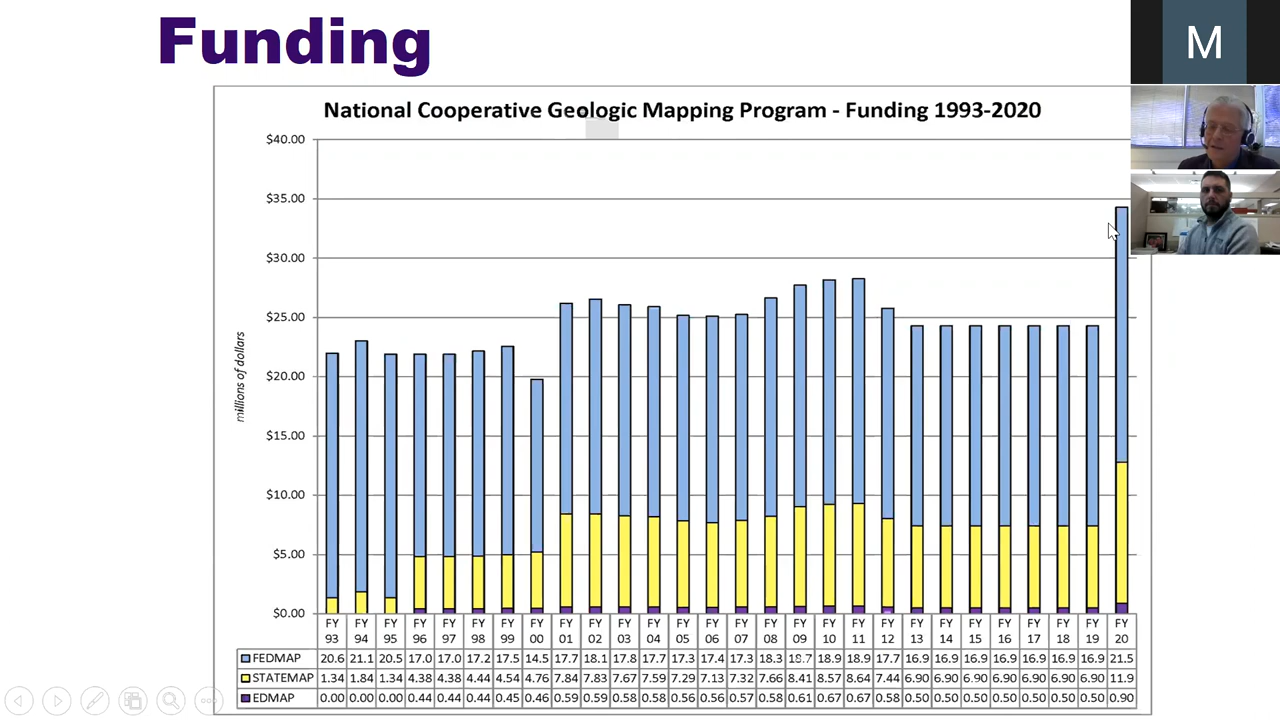 Funding
M
National Cooperative Geologic Mapping Program - Funding 1993-2020
$40.00
$35.00
$30.00
$25.00
$20.00
$15.00
$10.00
$5.00
$0.00
millions of dollars
FY FY FY FY FY FY FY FY FY FY FY FY FY FY FY FY FY FY FY FY FY FY FY FY FY FY FY FY
93 94 95 96 97 98 99 00 01 02 03 04 05 06 07 08 09 10 11 12 13 14 15 16 17 18 19 20
FEDMAP 20.6 21.1 20.5 17.0 17.0 17.2 17.5 14.5 17.7 18.1 17.8 17.7 17.3 17.4 17.3 18.3 18.7 18.9 18.9 17.7 16.9 16.9 16.9 16.9 16.9 16.9 16.9 21.5
STATEMAP 1.34 1.84 1.34 4.38 4.38 4.44 4.54 4.76 7.84 7.83 7.67 7.59 7.29 7.13 7.32 7.66 8.41 8.57 8.64 7.44 6.90 6.90 6.90 6.90 6.90 6.90 6.90 11.9
EDMAP 0.00 0.00 0.00 0.44 0.44 0.44 0.45 0.46 0.59 0.59 0.58 0.58 0.56 0.56 0.57 0.58 0.61 0.67 0.67 0.58 0.50 0.50 0.50 0.50 0.50 0.50 0.50 0.90